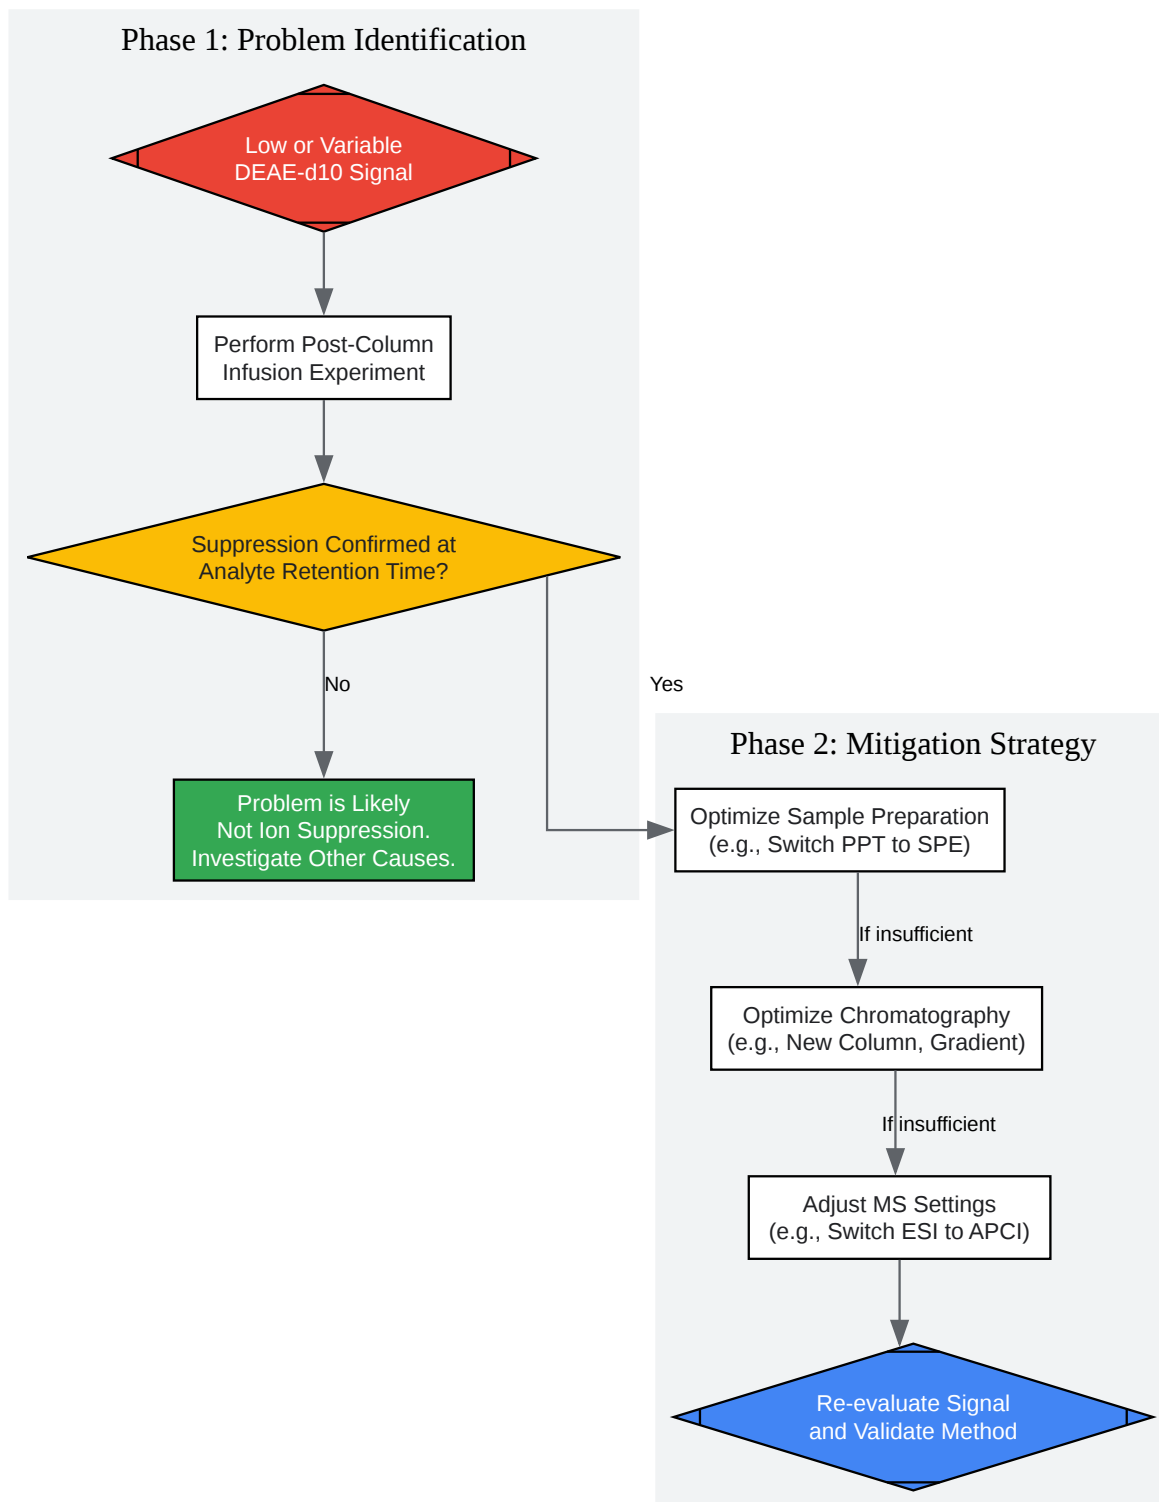 Phase 1: Problem Identification
Low or Variable
DEAE-d10 Signal
Perform Post-Column
Infusion Experiment
Suppression Confirmed at
Analyte Retention Time?
No
Yes
Problem is Likely
Not Ion Suppression.
Investigate Other Causes.
Phase 2: Mitigation Strategy
Optimize Sample Preparation
(e.g., Switch PPT to SPE)
If insufficient
Optimize Chromatography
(e.g., New Column, Gradient)
If insufficient
Adjust MS Settings
(e.g., Switch ESI to APCI)
Re-evaluate Signal
and Validate Method